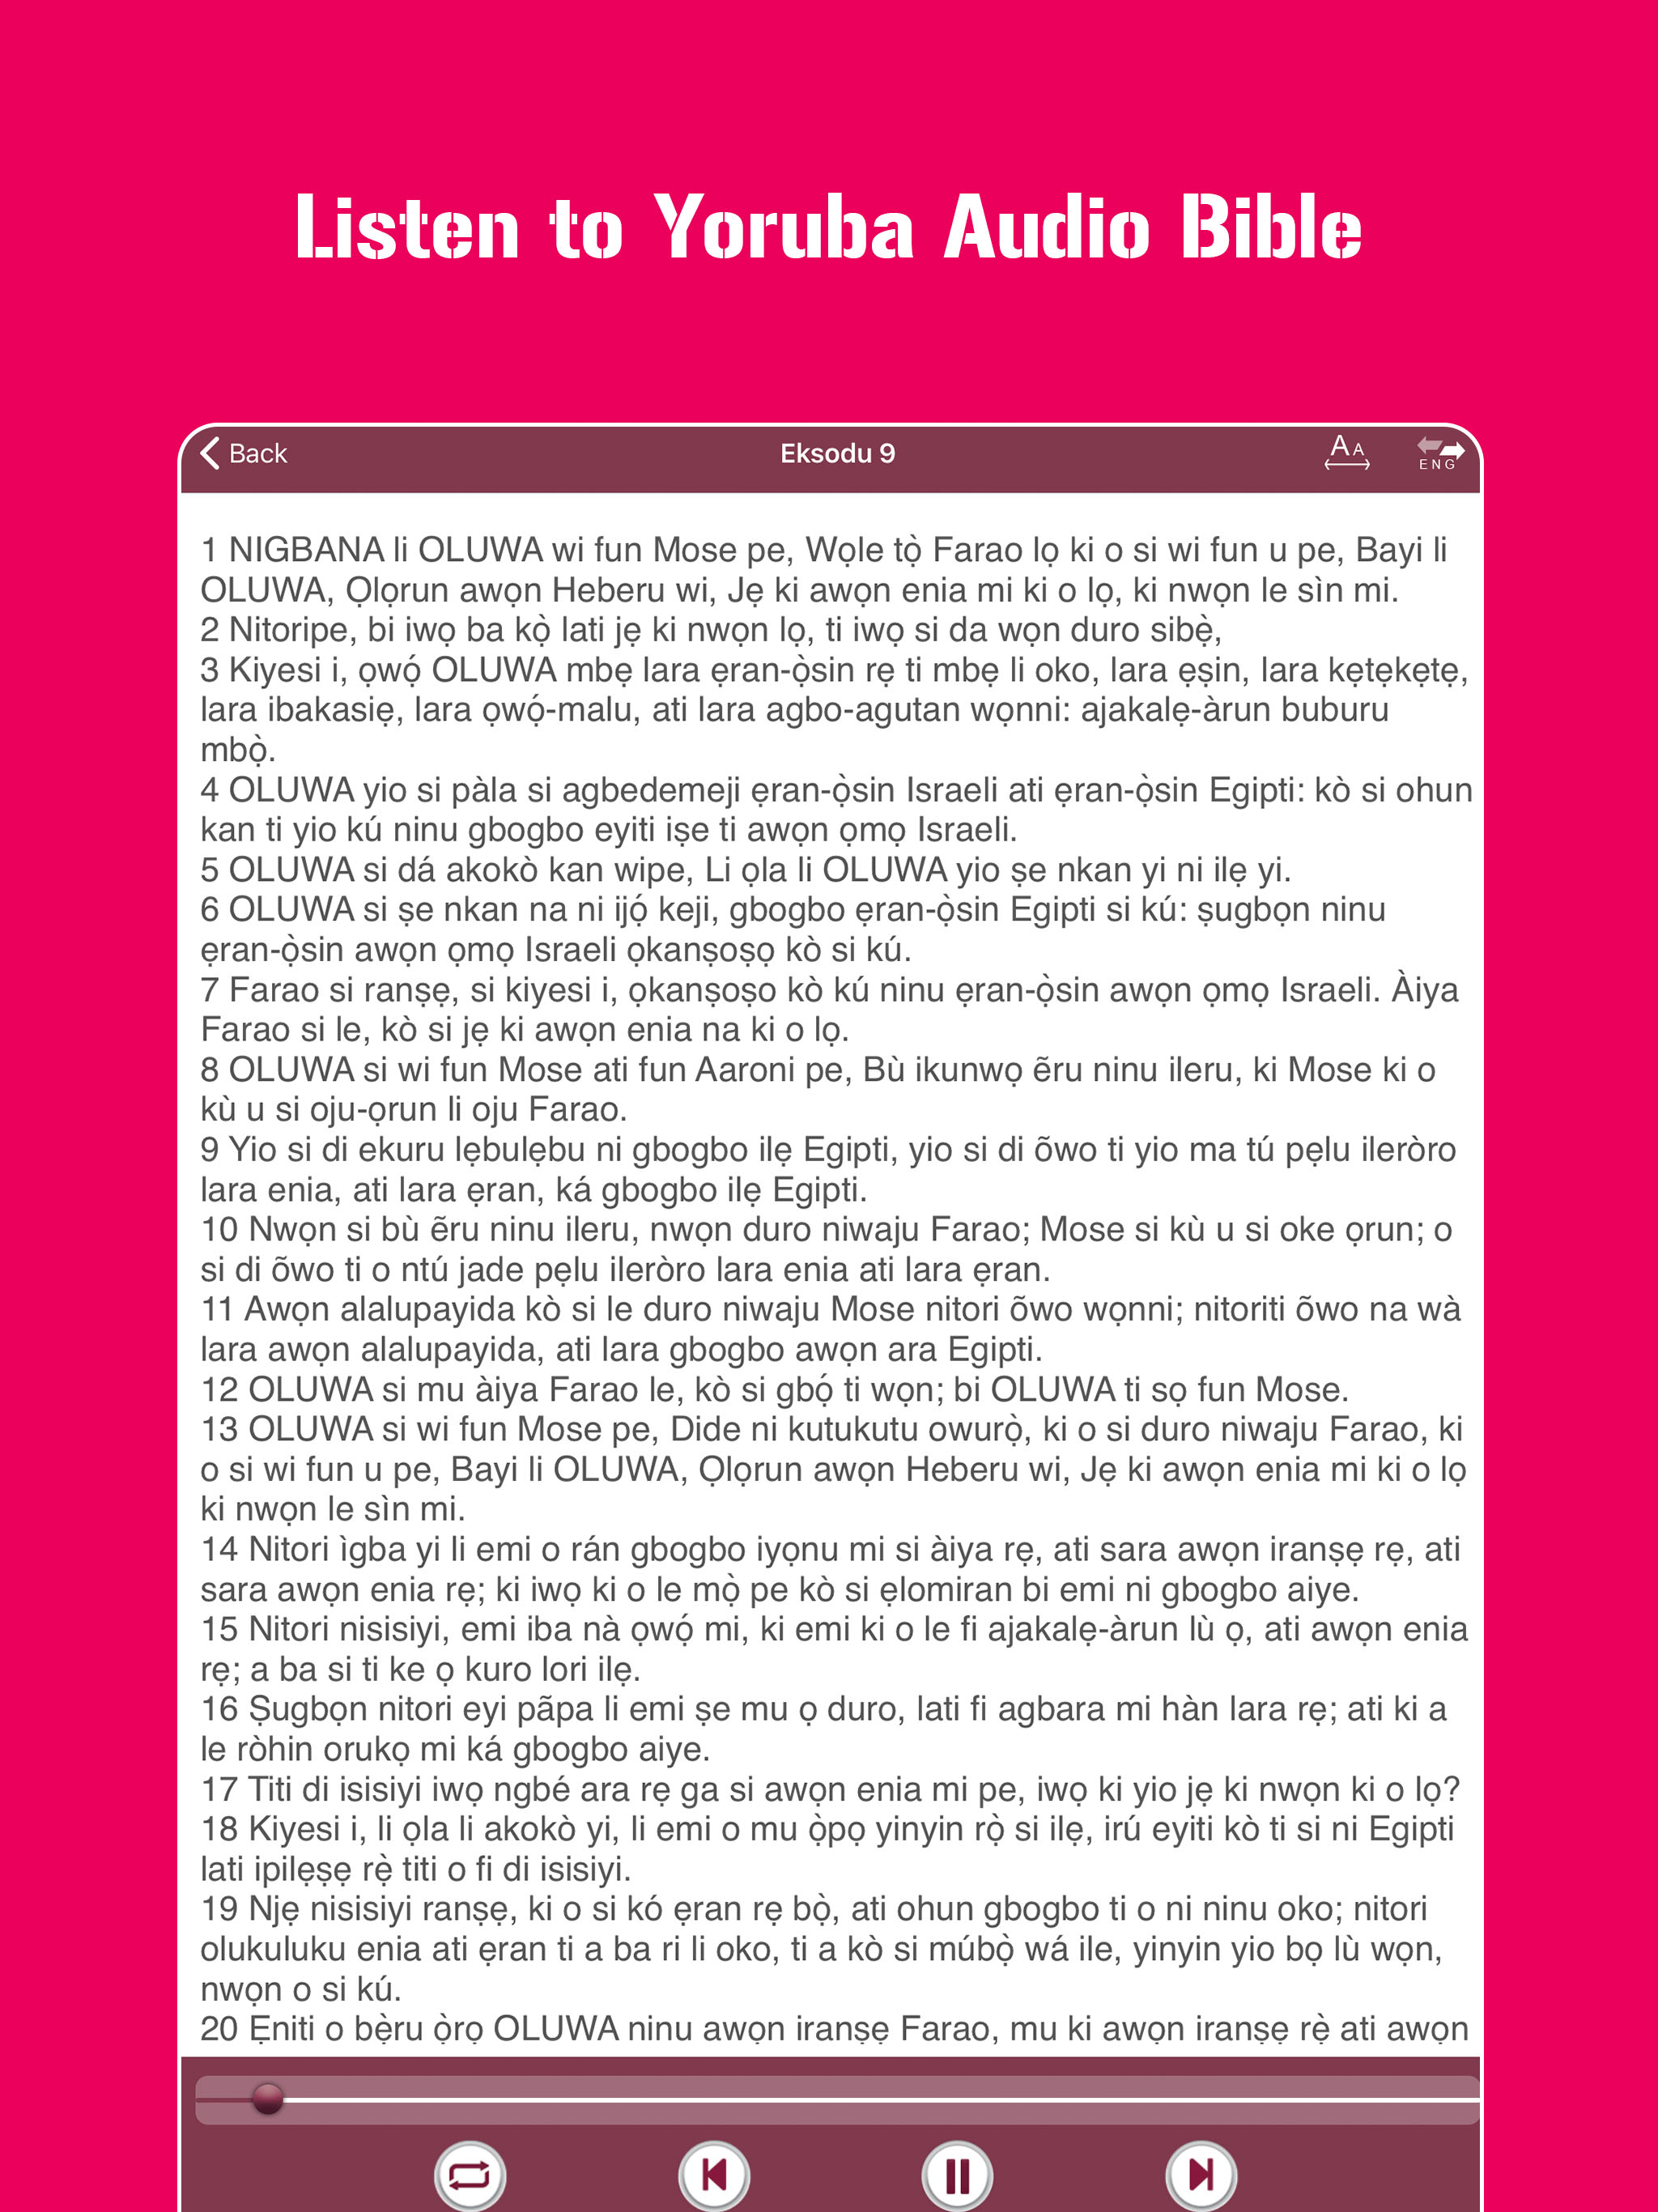 Listen to Yoruba Audio Bible
Back
Eksodu 9
AA
ENG
1 NIGBANA li OLUWA wi fun Mose pe, Wọle tọ̀ Farao lọ ki o si wi fun u pe, Bayi li
OLUWA, Ọlọrun awọn Heberu wi, Jẹ ki awọn enia mi ki o lọ, ki nwọn le sìn mi.
2 Nitoripe, bi iwọ ba kọ̀ lati jẹ ki nwọn lọ, ti iwọ si da wọn duro sibẹ̀,
3 Kiyesi i, ọwọ́ OLUWA mbẹ lara ẹran-ọ̀sin rẹ ti mbẹ li oko, lara ẹṣin, lara kẹtẹkẹtẹ,
lara ibakasiẹ, lara ọwọ́-malu, ati lara agbo-agutan wọnni: ajakalẹ-àrun buburu
mbọ̀.
4 OLUWA yio si pàla si agbedemeji ẹran-ọ̀sin Israeli ati ẹran-ọ̀sin Egipti: kò si ohun
kan ti yio kú ninu gbogbo eyiti iṣe ti awọn ọmọ Israeli.
5 OLUWA si dá akokò kan wipe, Li ọla li OLUWA yio ṣe nkan yi ni ilẹ yi.
6 OLUWA si ṣe nkan na ni ijọ́ keji, gbogbo ẹran-ọ̀sin Egipti si kú: ṣugbọn ninu
ẹran-ọ̀sin awọn ọmọ Israeli ọkanṣoṣọ kò si kú.
7 Farao si ranṣẹ, si kiyesi i, ọkanṣoṣo kò kú ninu ẹran-ọ̀sin awọn ọmọ Israeli. Àiya
Farao si le, kò si jẹ ki awọn enia na ki o lọ.
8 OLUWA si wi fun Mose ati fun Aaroni pe, Bù ikunwọ ẽru ninu ileru, ki Mose ki o
kù u si oju-ọrun li oju Farao.
9 Yio si di ekuru lẹbulẹbu ni gbogbo ilẹ Egipti, yio si di õwo ti yio ma tú pẹlu ileròro
lara enia, ati lara ẹran, ká gbogbo ilẹ Egipti.
10 Nwọn si bù ẽru ninu ileru, nwọn duro niwaju Farao; Mose si kù u si oke ọrun; o
si di õwo ti o ntú jade pẹlu ileròro lara enia ati lara ẹran.
11 Awọn alalupayida kò si le duro niwaju Mose nitori õwo wọnni; nitoriti õwo na wà
lara awọn alalupayida, ati lara gbogbo awọn ara Egipti.
12 OLUWA si mu àiya Farao le, kò si gbọ́ ti wọn; bi OLUWA ti sọ fun Mose.
13 OLUWA si wi fun Mose pe, Dide ni kutukutu owurọ̀, ki o si duro niwaju Farao, ki
o si wi fun u pe, Bayi li OLUWA, Ọlọrun awọn Heberu wi, Jẹ ki awọn enia mi ki o lọ
ki nwọn le sìn mi.
14 Nitori ìgba yi li emi o rán gbogbo iyọnu mi si àiya rẹ, ati sara awọn iranṣẹ rẹ, ati
sara awọn enia rẹ; ki iwọ ki o le mọ̀ pe kò si ẹlomiran bi emi ni gbogbo aiye.
15 Nitori nisisiyi, emi iba nà ọwọ́ mi, ki emi ki o le fi ajakalẹ-àrun lù ọ, ati awọn enia
rẹ; a ba si ti ke ọ kuro lori ilẹ.
16 Ṣugbọn nitori eyi pãpa li emi ṣe mu ọ duro, lati fi agbara mi hàn lara rẹ; ati ki a
le ròhin orukọ mi ká gbogbo aiye.
17 Titi di isisiyi iwọ ngbé ara rẹ ga si awọn enia mi pe, iwọ ki yio jẹ ki nwọn ki o lọ?
18 Kiyesi i, li ọla li akokò yi, li emi o mu ọ̀pọ yinyin rọ̀ si ilẹ, irú eyiti kò ti si ni Egipti
lati ipilẹṣẹ rẹ̀ titi o fi di isisiyi.
19 Njẹ nisisiyi ranṣẹ, ki o si kó ẹran rẹ bọ̀, ati ohun gbogbo ti o ni ninu oko; nitori
olukuluku enia ati ẹran ti a ba ri li oko, ti a kò si múbọ̀ wá ile, yinyin yio bọ lù wọn,
nwọn o si kú.
20 Ẹniti o bẹ̀ru ọ̀rọ OLUWA ninu awọn iranṣẹ Farao, mu ki awọn iranṣẹ rẹ̀ ati awọn